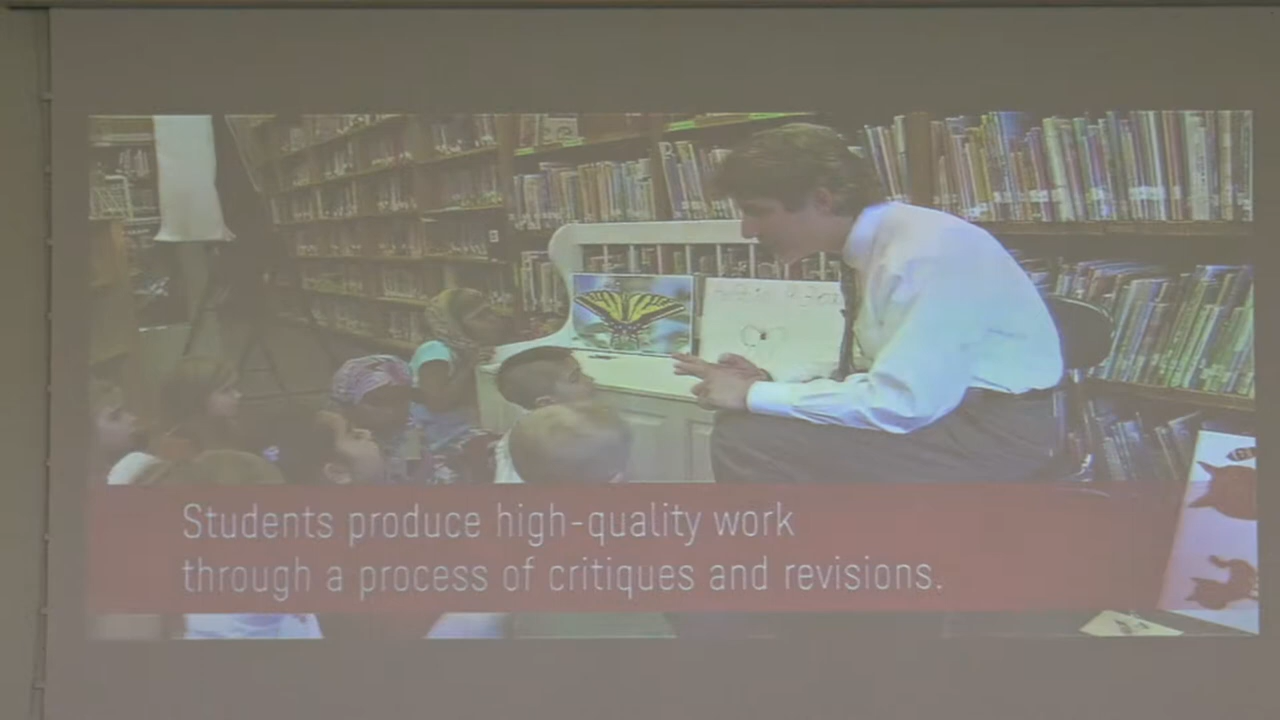 Students produce high-quality work
through a process of critiques and revisions.